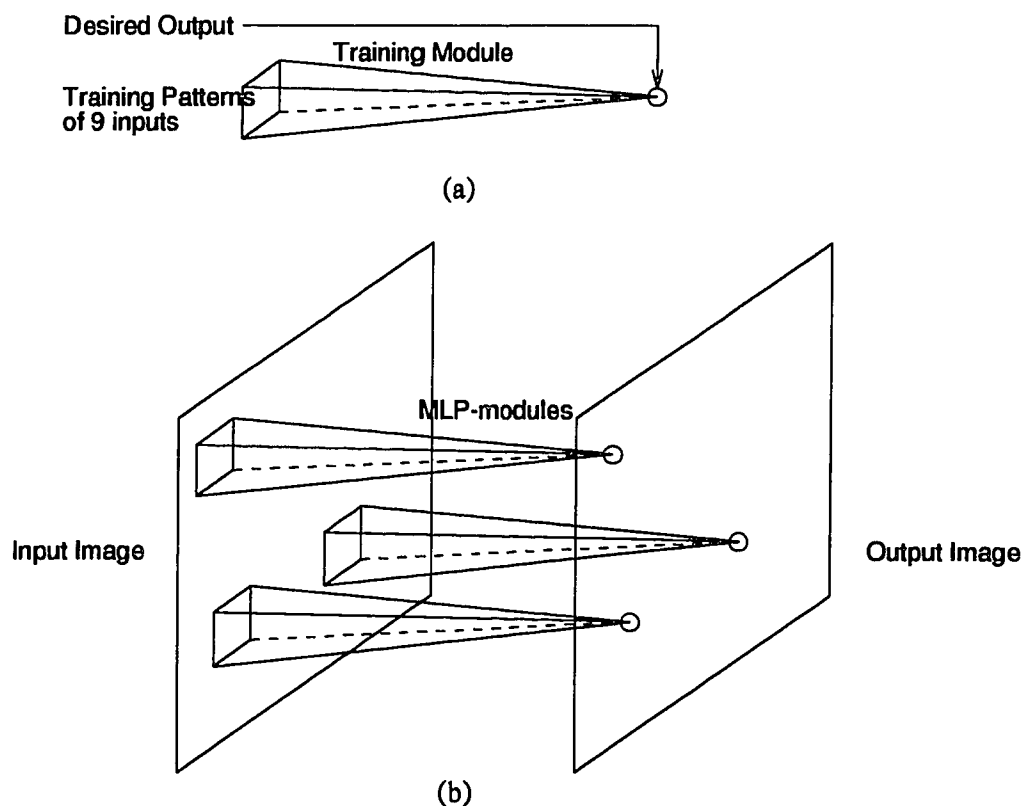 Desired Output
Training Module
Training Patterns
of 9 inputs
(a)
MLP-modules
Input Image
Output Image
(b)